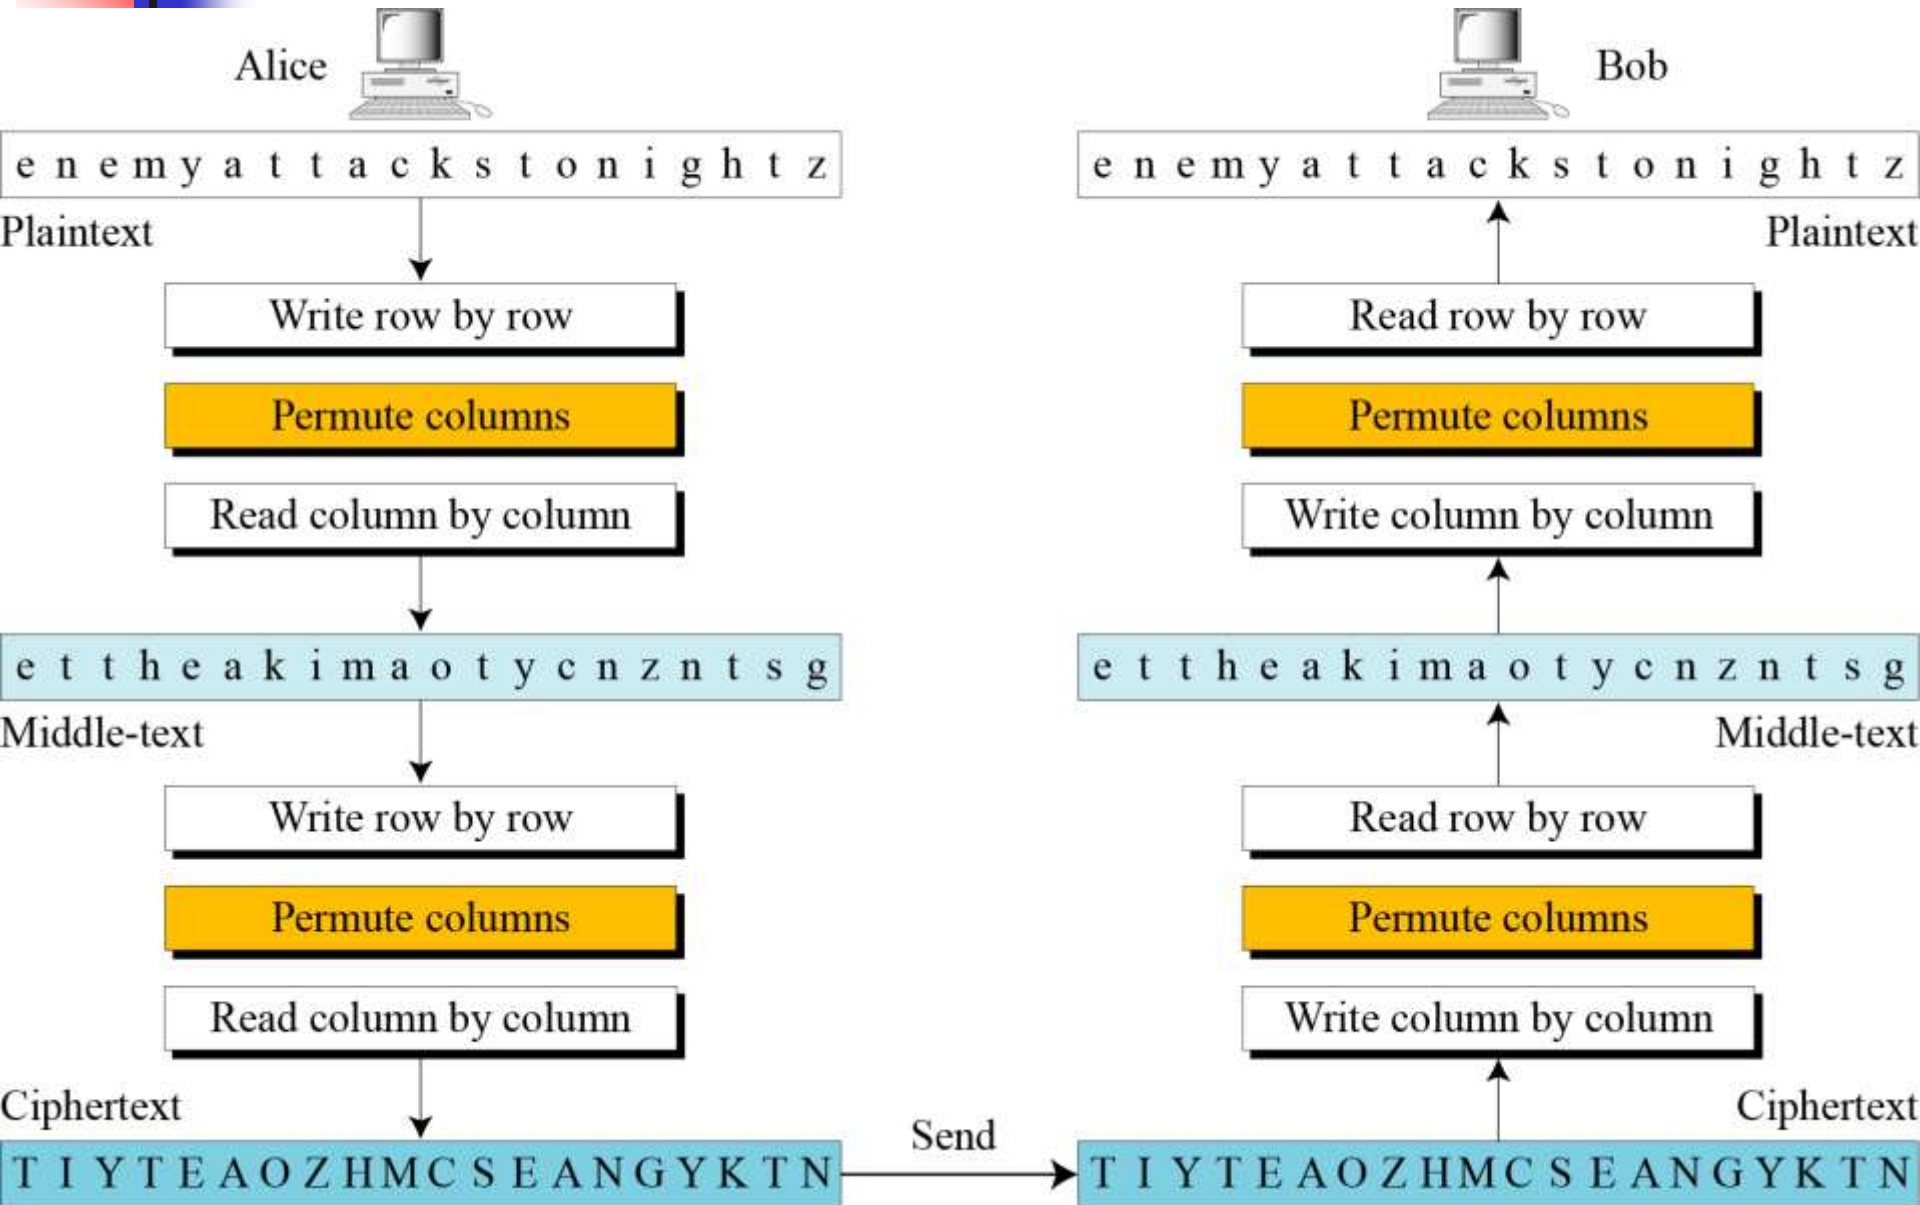 Alice
Bob
e n e m y a t t a c k s t o n i g h t z
e n e m y a t t a c k s t o n i g h t z
Plaintext
Plaintext
Write row by row
Read row by row
Permute columns
Permute columns
Read column by column
Write column by column
e t t h e a k i m a o t y c n z n t s g
e t t h e a k i m a o t y c n z n t s g
Middle-text
Middle-text
Write row by row
Read row by row
Permute columns
Permute columns
Read column by column
Write column by column
Ciphertext
Ciphertext
Send
T I Y T E A O Z H M C S E A N G Y K T N
T I Y T E A O Z H M C S E A N G Y K T N